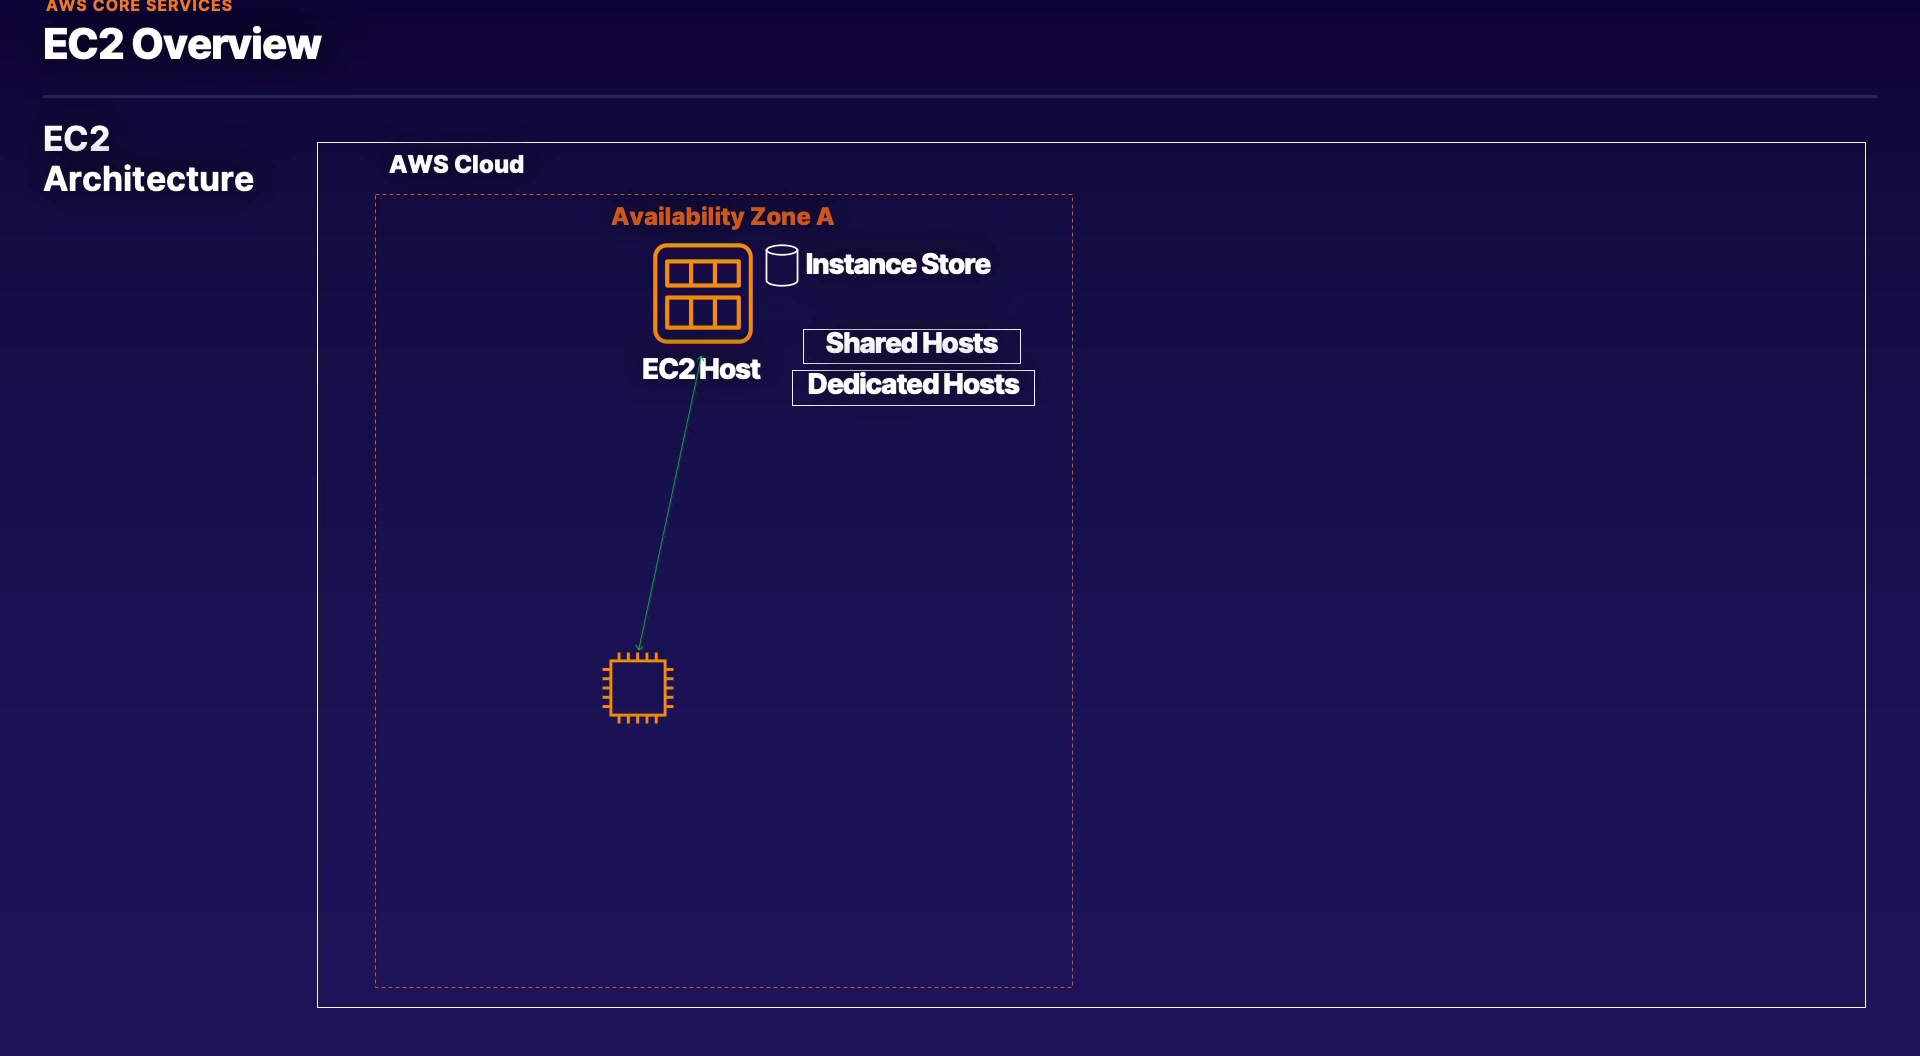 AWS CORE SERVICES
EC2 Overview
EC2
Architecture
AWS Cloud
Availability Zone A
Instance Store
Shared Hosts
EC2 Host
Dedicated Hosts